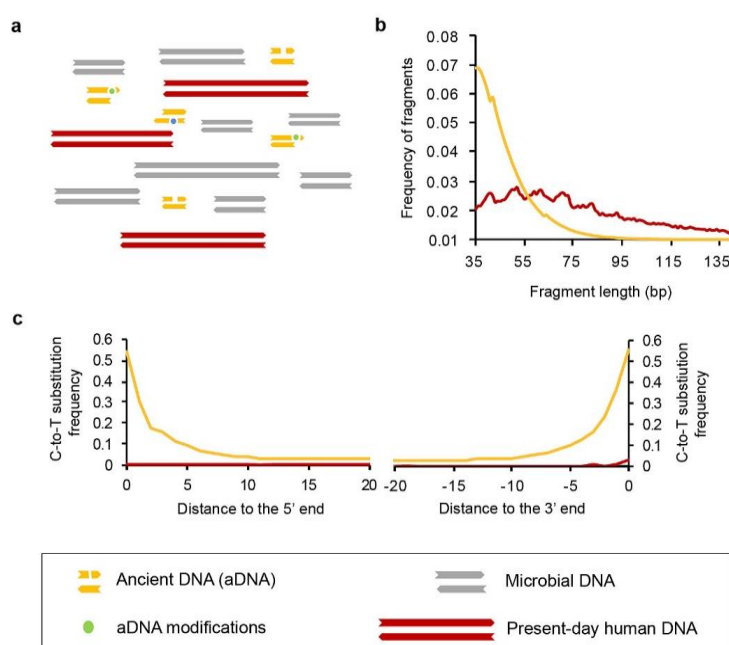 a
b
Frequency of fragments
0.08
0.07
0.06
0.05
0.04
0.03
0.02
0.01
35 55 75 95 115 135
Fragment length (bp)
c
C-to-T substitution
frequency
0.6
0.5
0.4
0.3
0.2
0.1
0
0 5 10 15 20
Distance to the 5' end
0.6
0.5
0.4
0.3
0.2
0.1
0
C-to-T substitution
frequency
-20 -15 -10 -5 0
Distance to the 3' end
Ancient DNA (aDNA)
Microbial DNA
aDNA modifications
Present-day human DNA